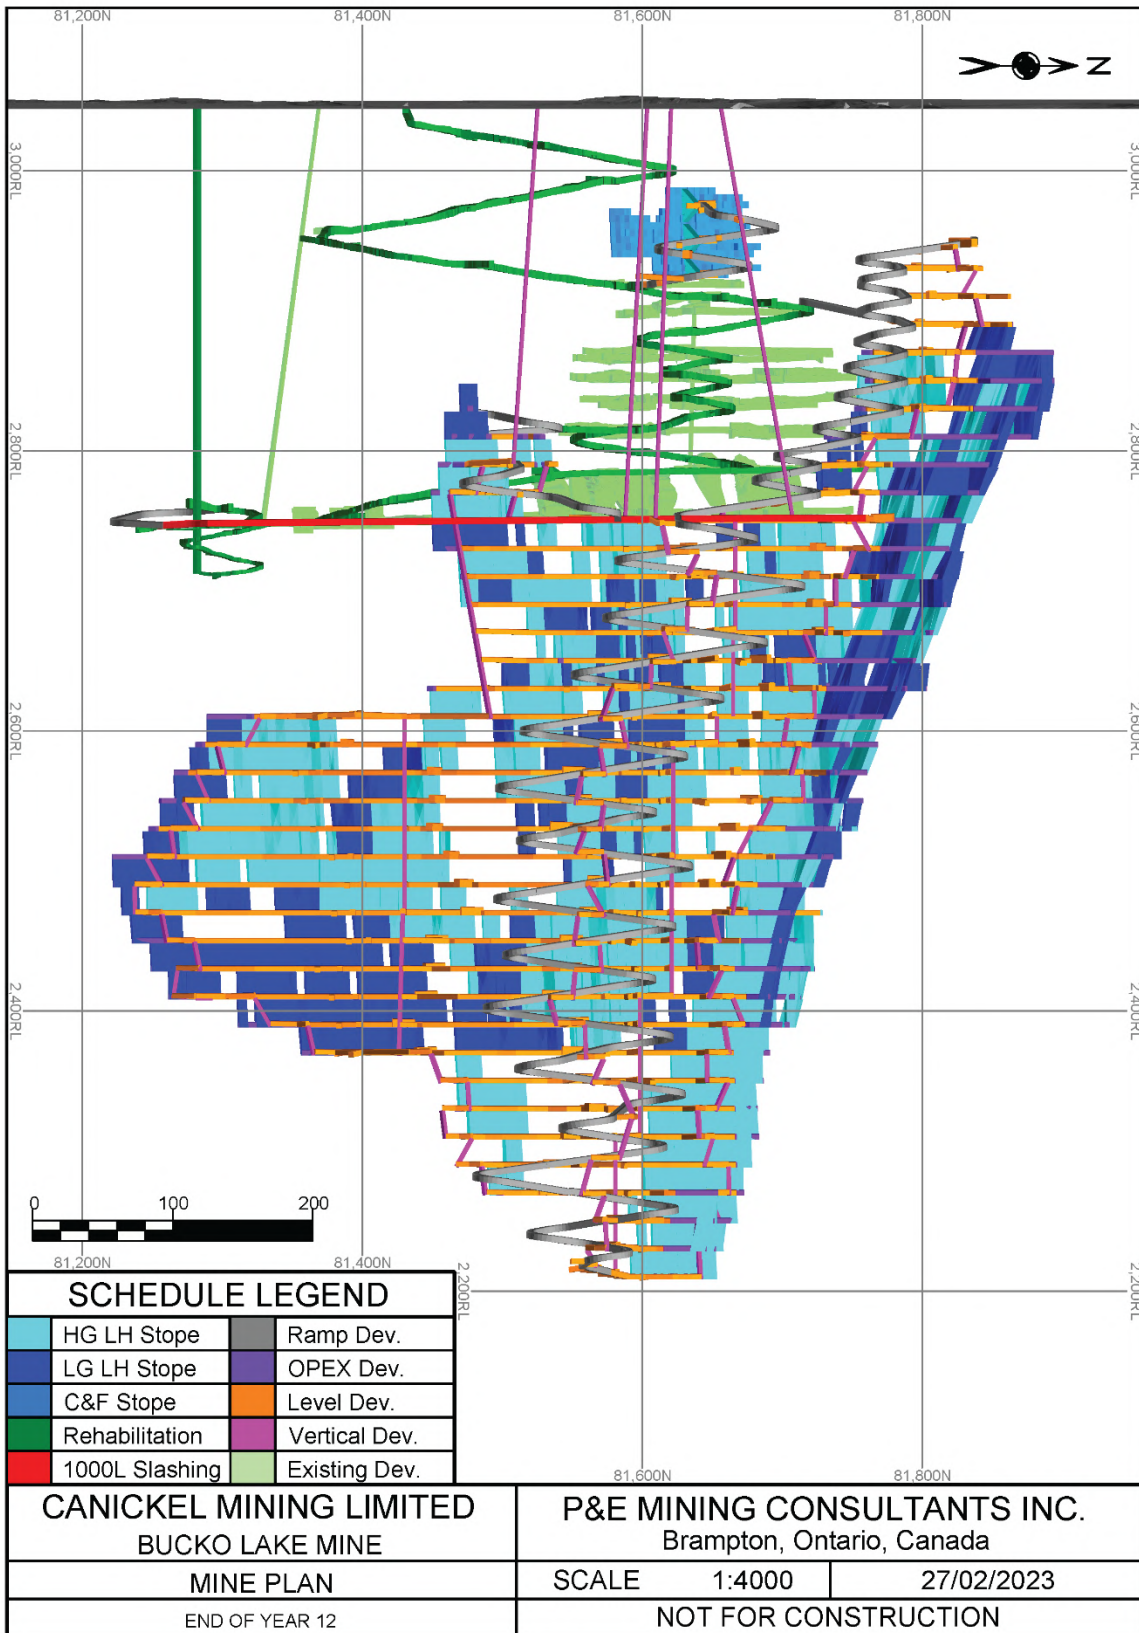 81,200N 81,400N 81,600N 81,800N
N
3,000RL 3,000RL
2,800RL 2,800RL
2,600RL 2,600RL
2,400RL 2,400RL
0 100 200
81,200N 81,400N
2,200RL 2,200RL
SCHEDULE LEGEND
HG LH Stope Ramp Dev.
LG LH Stope OPEX Dev.
C&F Stope Level Dev.
Rehabilitation Vertical Dev.
1000L Slashing Existing Dev.
81,600N 81,800N
CANICKEL MINING LIMITED
BUCKO LAKE MINE
P&E MINING CONSULTANTS INC.
Brampton, Ontario, Canada
MINE PLAN
SCALE 1:4000 27/02/2023
END OF YEAR 12
NOT FOR CONSTRUCTION